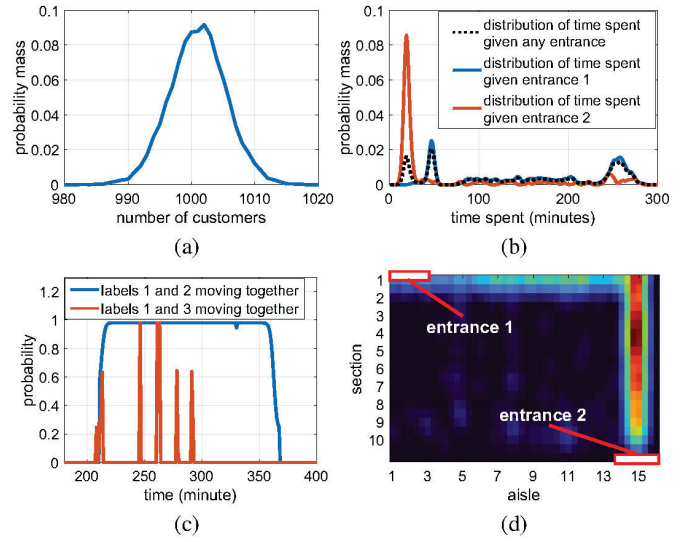 0.1
0.08
0.06
0.04
0.02
0
probability mass
980
990
1000
1010
1020
number of customers
(a)
0.1
0.08
0.06
0.04
0.02
0
probability mass
distribution of time spent
given any entrance
distribution of time spent
given entrance 1
distribution of time spent
given entrance 2
0
100
200
300
time spent (minutes)
(b)
1.2
1
0.8
0.6
0.4
0.2
0
probability
labels 1 and 2 moving together
labels 1 and 3 moving together
200
250
300
350
400
time (minute)
(c)
1
2
3
4
5
6
7
8
9
10
section
entrance 1
entrance 2
1
3
5
7
9
11
13
15
aisle
(d)